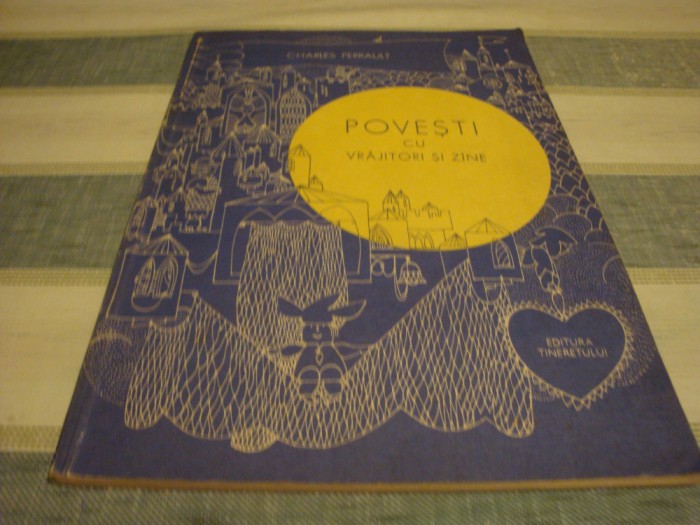 CHARLES PERRAULT
POVEȘTI
CU
VRĂJITORI ȘI ZÎNE
EDITURA
TINERETULUI